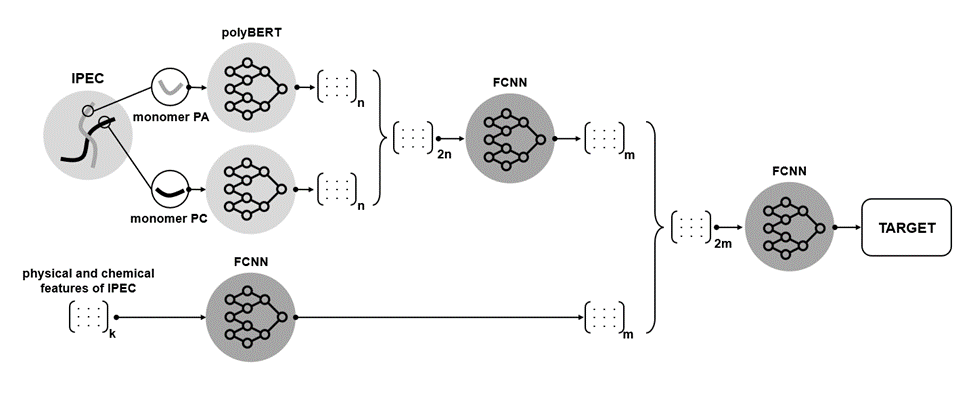 polyBERT
IPEC
monomer PA
n
FCNN
2n
m
monomer PC
n
FCNN
2m
TARGET
physical and chemical
features of IPEC
k
FCNN
m